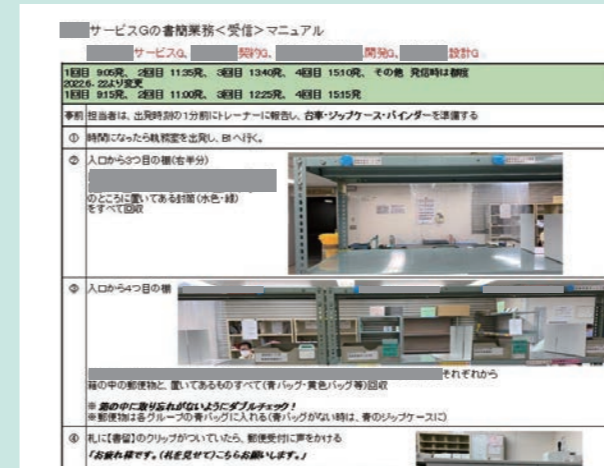 サービスGの書簡業務<受信>マニュアル
サービスG、 契約G、 開発G、 設計G
1回目 9:05発、 2回目 11:35発、 3回目 13:40発、 4回目 15:10発、 その他 発信時は都度
2022.6.22より変更
1回目 9:15発、 2回目 11:00発、 3回目 12:25発、 4回目 15:15発
事前 担当者は、出発時刻の1分前にトレーナーに報告し、台車・ジップケース・バインダーを準備する
① 時間になったら執務室を出発し、B1へ行く。
② 入口から3つ目の棚(右半分)
のところに置いてある封筒(水色・緑)
をすべて回収
③ 入口から4つ目の棚
それぞれから
箱の中の郵便物と、置いてあるものすべて(青バッグ・黄色バッグ等)回収
※ 箱の中に取り忘れがないようにダブルチェック!
※郵便物は各グループの青バッグに入れる(青バッグがない時は、青のジップケースに)
④ 札に【書留】のクリップがついていたら、郵便受付に声をかける
「お疲れ様です。(札を見せて)こちらお願いします。」